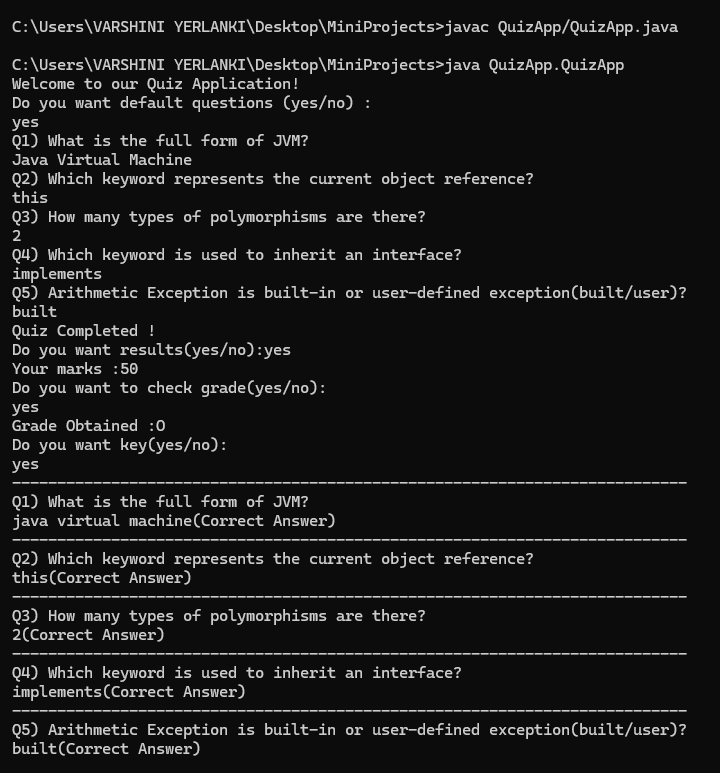 C:\Users\VARSHINI YERLANKI\Desktop\MiniProjects>javac QuizApp/QuizApp.java
C:\Users\VARSHINI YERLANKI\Desktop\MiniProjects>java QuizApp.QuizApp
Welcome to our Quiz Application!
Do you want default questions (yes/no) :
yes
Q1) What is the full form of JVM?
Java Virtual Machine
Q2) Which keyword represents the current object reference?
this
Q3) How many types of polymorphisms are there?
2
Q4) Which keyword is used to inherit an interface?
implements
Q5) Arithmetic Exception is built-in or user-defined exception(built/user)?
built
Quiz Completed !
Do you want results(yes/no):yes
Your marks :50
Do you want to check grade(yes/no):
yes
Grade Obtained :O
Do you want key(yes/no):
yes
---------------------------------------------------------------------------
Q1) What is the full form of JVM?
java virtual machine(Correct Answer)
---------------------------------------------------------------------------
Q2) Which keyword represents the current object reference?
this(Correct Answer)
---------------------------------------------------------------------------
Q3) How many types of polymorphisms are there?
2(Correct Answer)
---------------------------------------------------------------------------
Q4) Which keyword is used to inherit an interface?
implements(Correct Answer)
---------------------------------------------------------------------------
Q5) Arithmetic Exception is built-in or user-defined exception(built/user)?
built(Correct Answer)